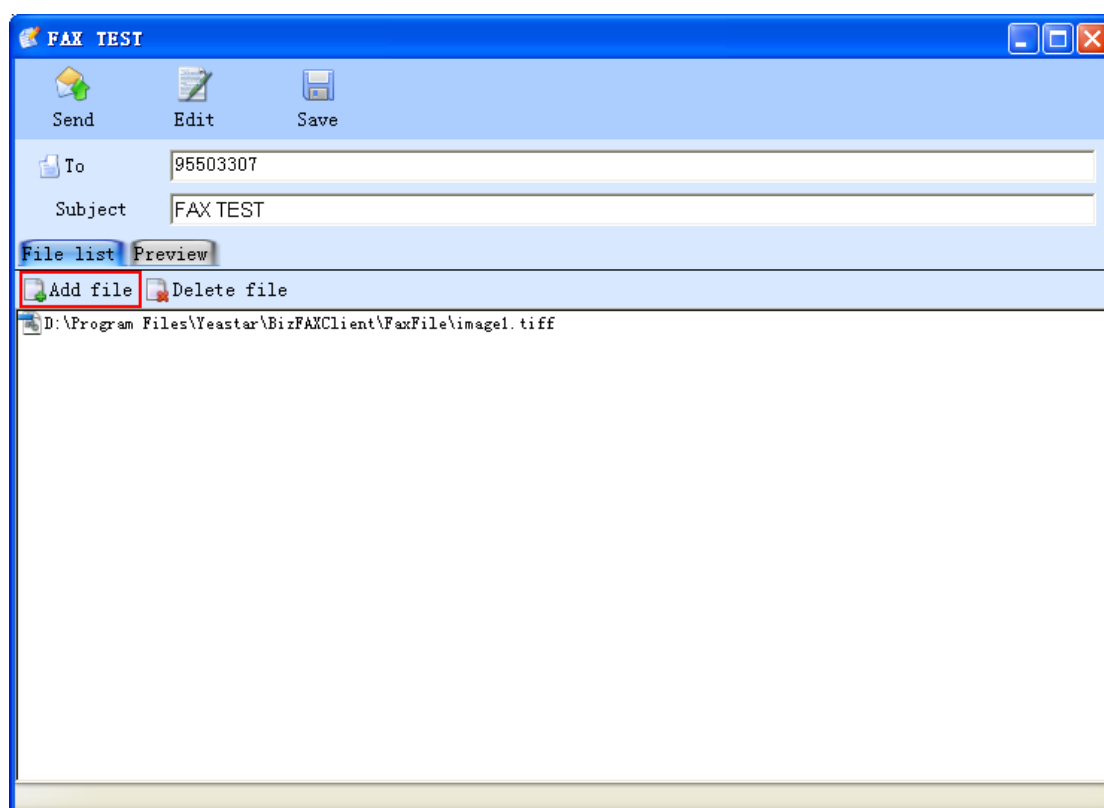 FAX TEST
Send Edit Save
To 95503307
Subject FAX TEST
File list Preview
Add file Delete file
D:\Program Files\Yeastar\BizFAXClient\FaxFile\image1.tiff